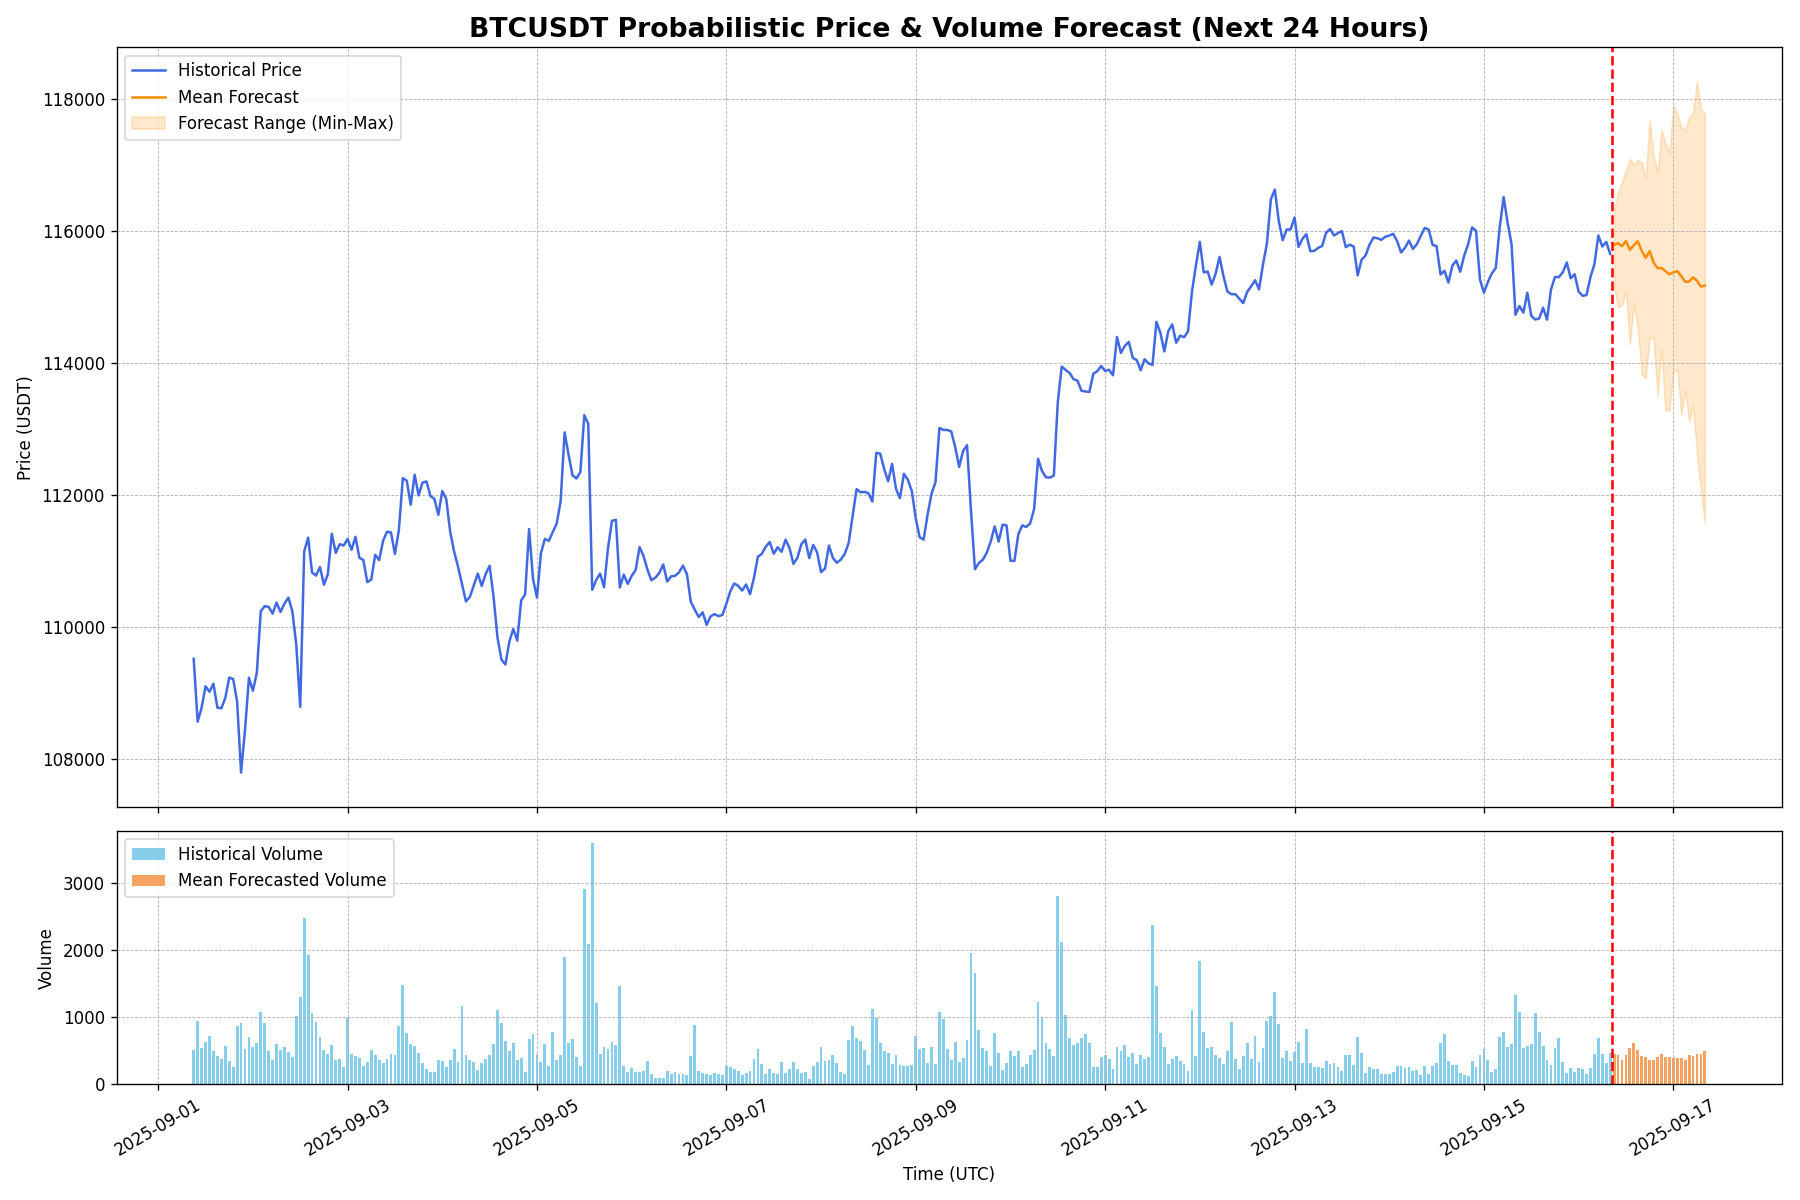 BTCUSDT Probabilistic Price & Volume Forecast (Next 24 Hours)
Historical Price
Mean Forecast
Forecast Range (Min-Max)
118000
116000
114000
112000
110000
108000
Price (USDT)
Historical Volume
Mean Forecasted Volume
3000
2000
1000
0
Volume
2025-09-01
2025-09-03
2025-09-05
2025-09-07
2025-09-09
2025-09-11
2025-09-13
2025-09-15
2025-09-17
Time (UTC)